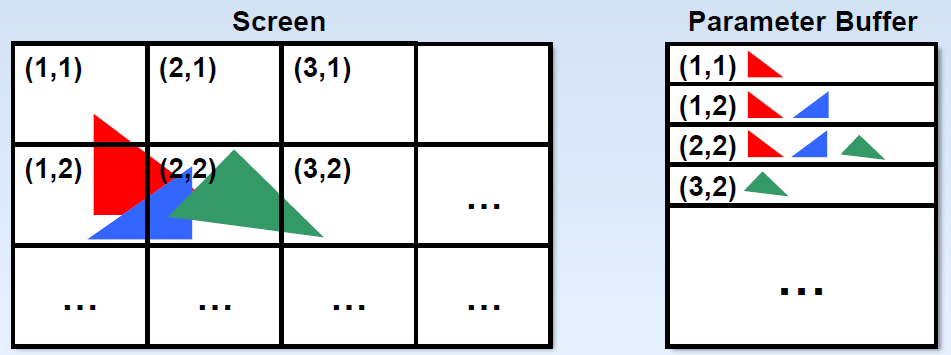 Screen
(1,1) (2,1) (3,1)
(1,2) (2,2) (3,2) ...
... ... ... ...
Parameter Buffer
(1,1)
(1,2)
(2,2)
(3,2)
...